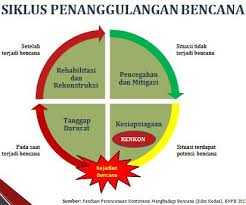 SIKLUS PENANGGULANGAN BENCANA
Setelah
terjadi bencana
Situasi tidak
terjadi bencana
Rehabilitasi
dan
Rekonstruksi
Pencegahan
dan Mitigasi
Tanggap
Darurat
Kesiapsiagaan
RENKON
Pada saat
terjadi bencana
Situasi terdapat
potensi bencana
Kejadian
Bencana
Sumber: Panduan Perencanaan Kontinjensi Menghadapi Bencana (Edisi Kedua), BNPB 201